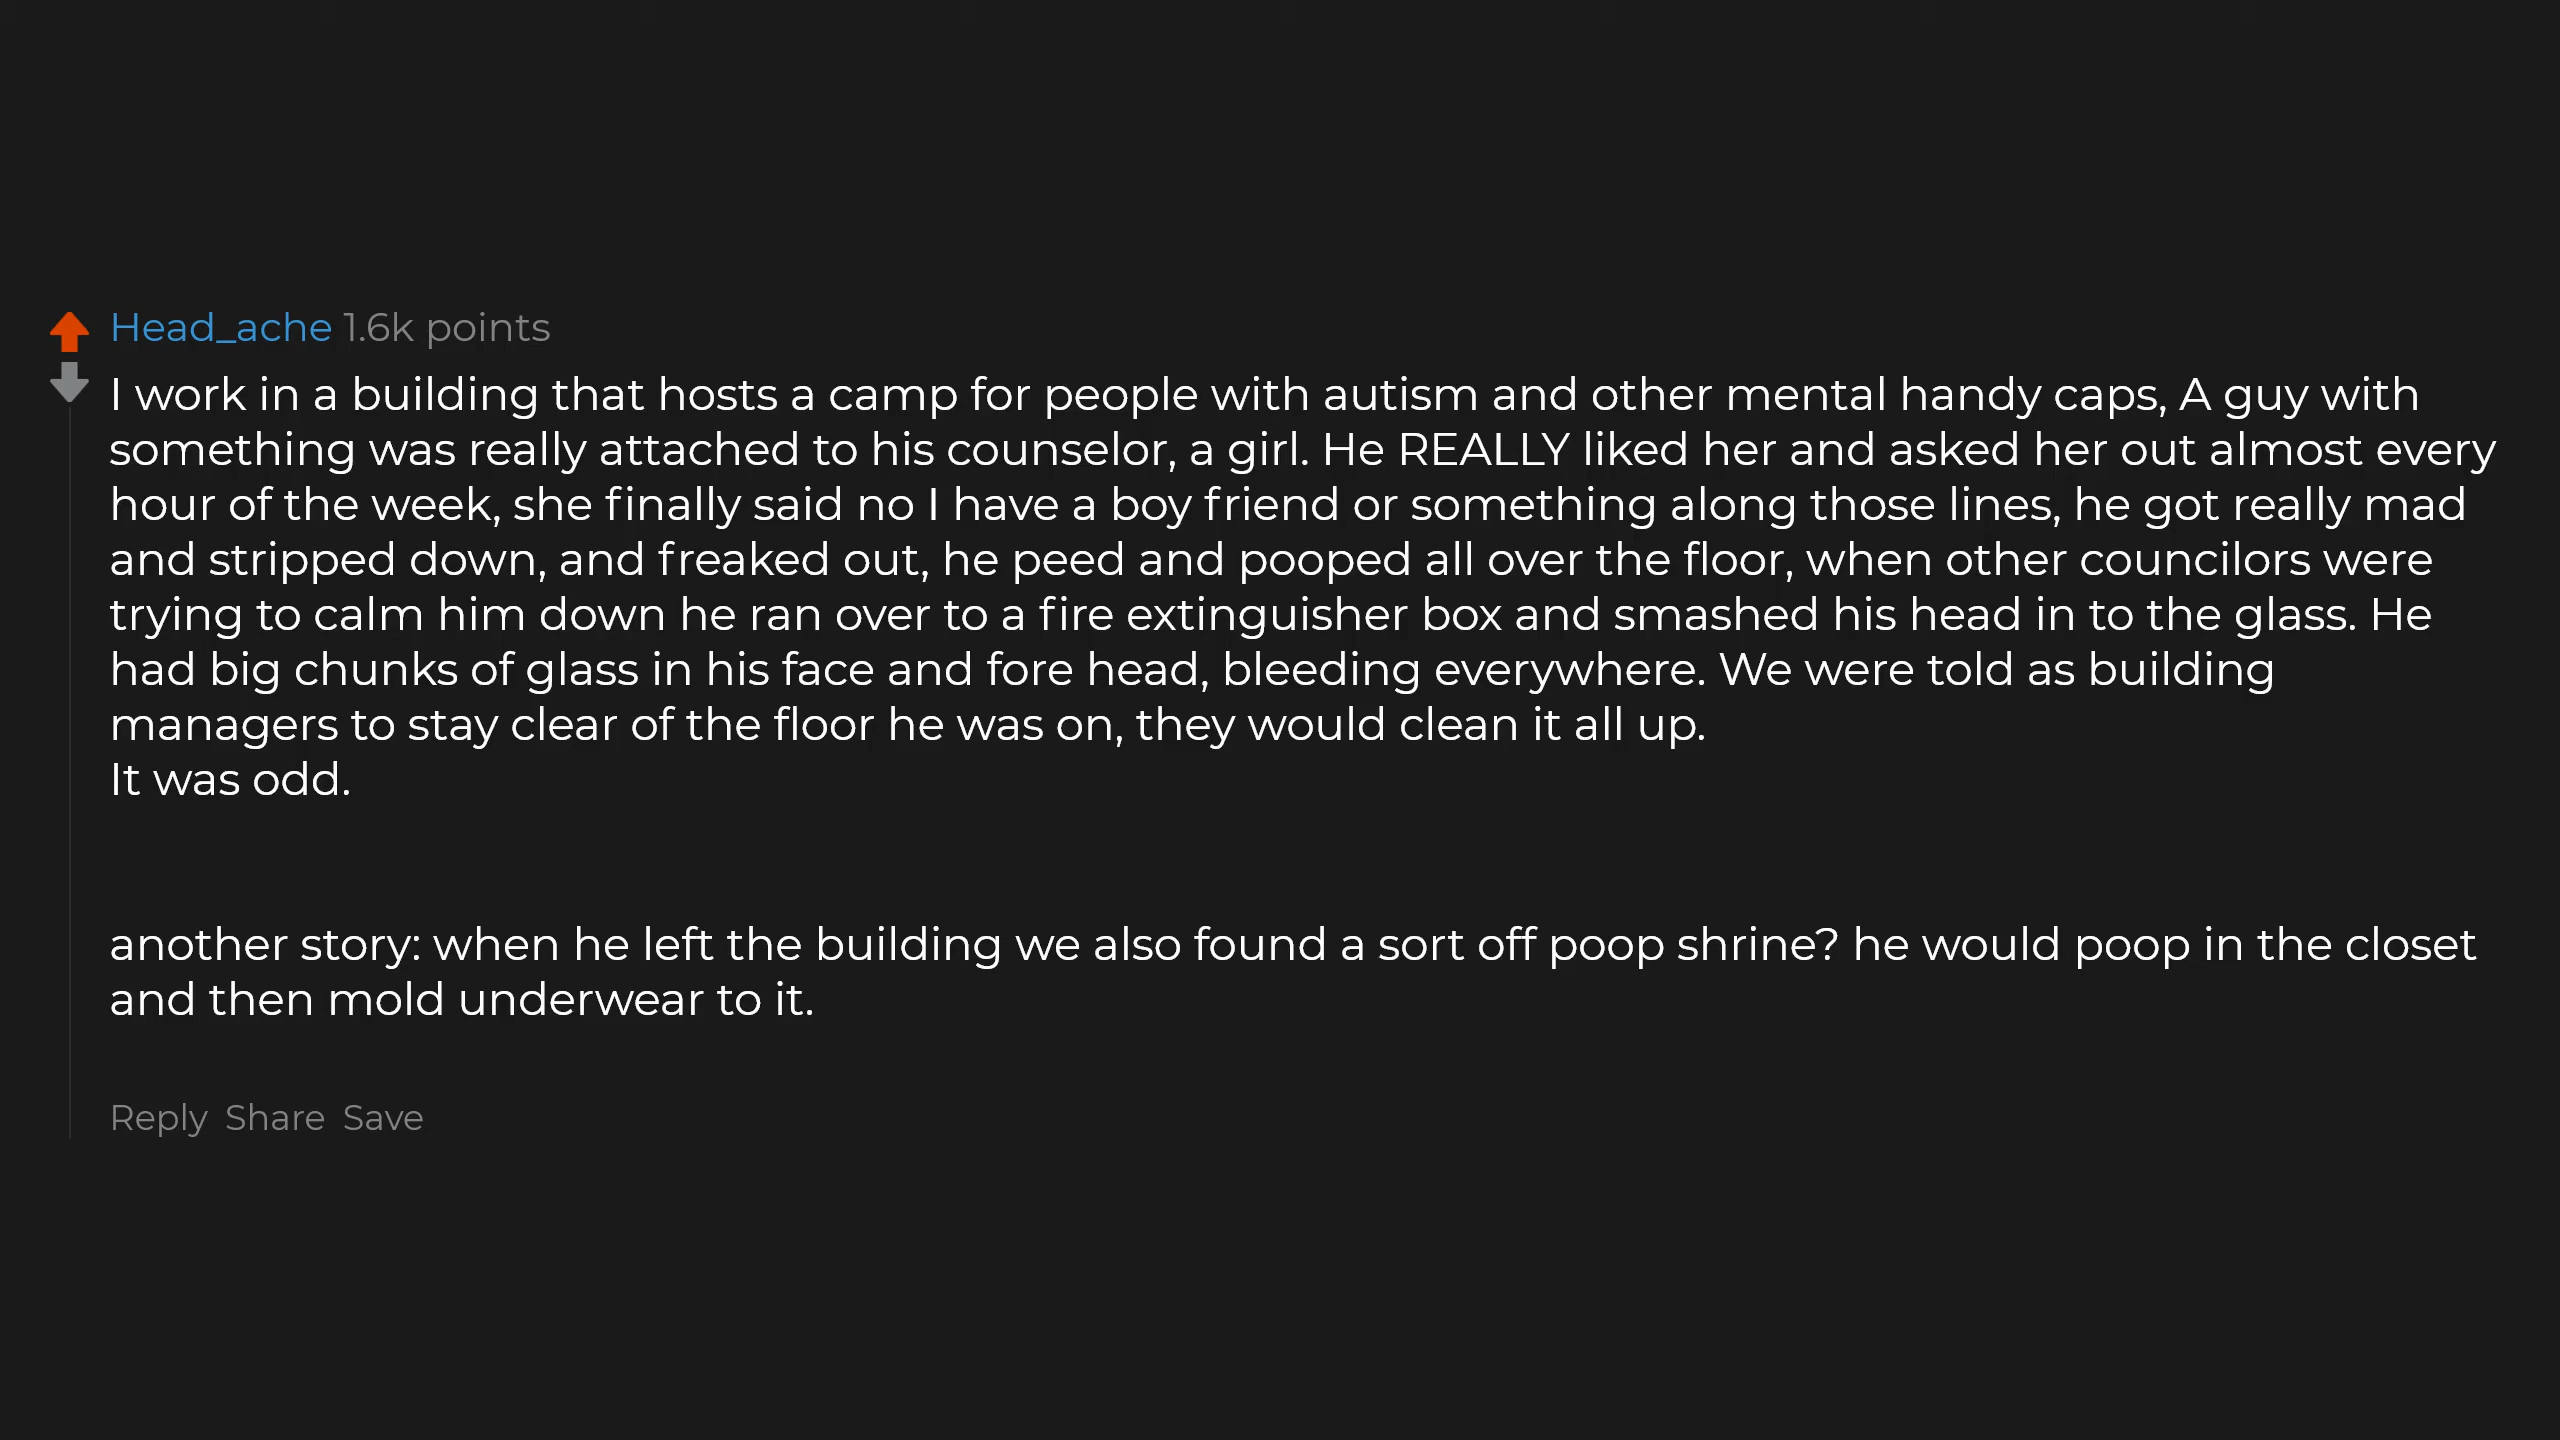 Head_ache 1.6k points
I work in a building that hosts a camp for people with autism and other mental handy caps, A guy with
something was really attached to his counselor, a girl. He REALLY liked her and asked her out almost every
hour of the week, she finally said no I have a boy friend or something along those lines, he got really mad
and stripped down, and freaked out, he peed and pooped all over the floor, when other councilors were
trying to calm him down he ran over to a fire extinguisher box and smashed his head in to the glass. He
had big chunks of glass in his face and fore head, bleeding everywhere. We were told as building
managers to stay clear of the floor he was on, they would clean it all up.
It was odd.
another story: when he left the building we also found a sort off poop shrine? he would poop in the closet
and then mold underwear to it.
Reply Share Save